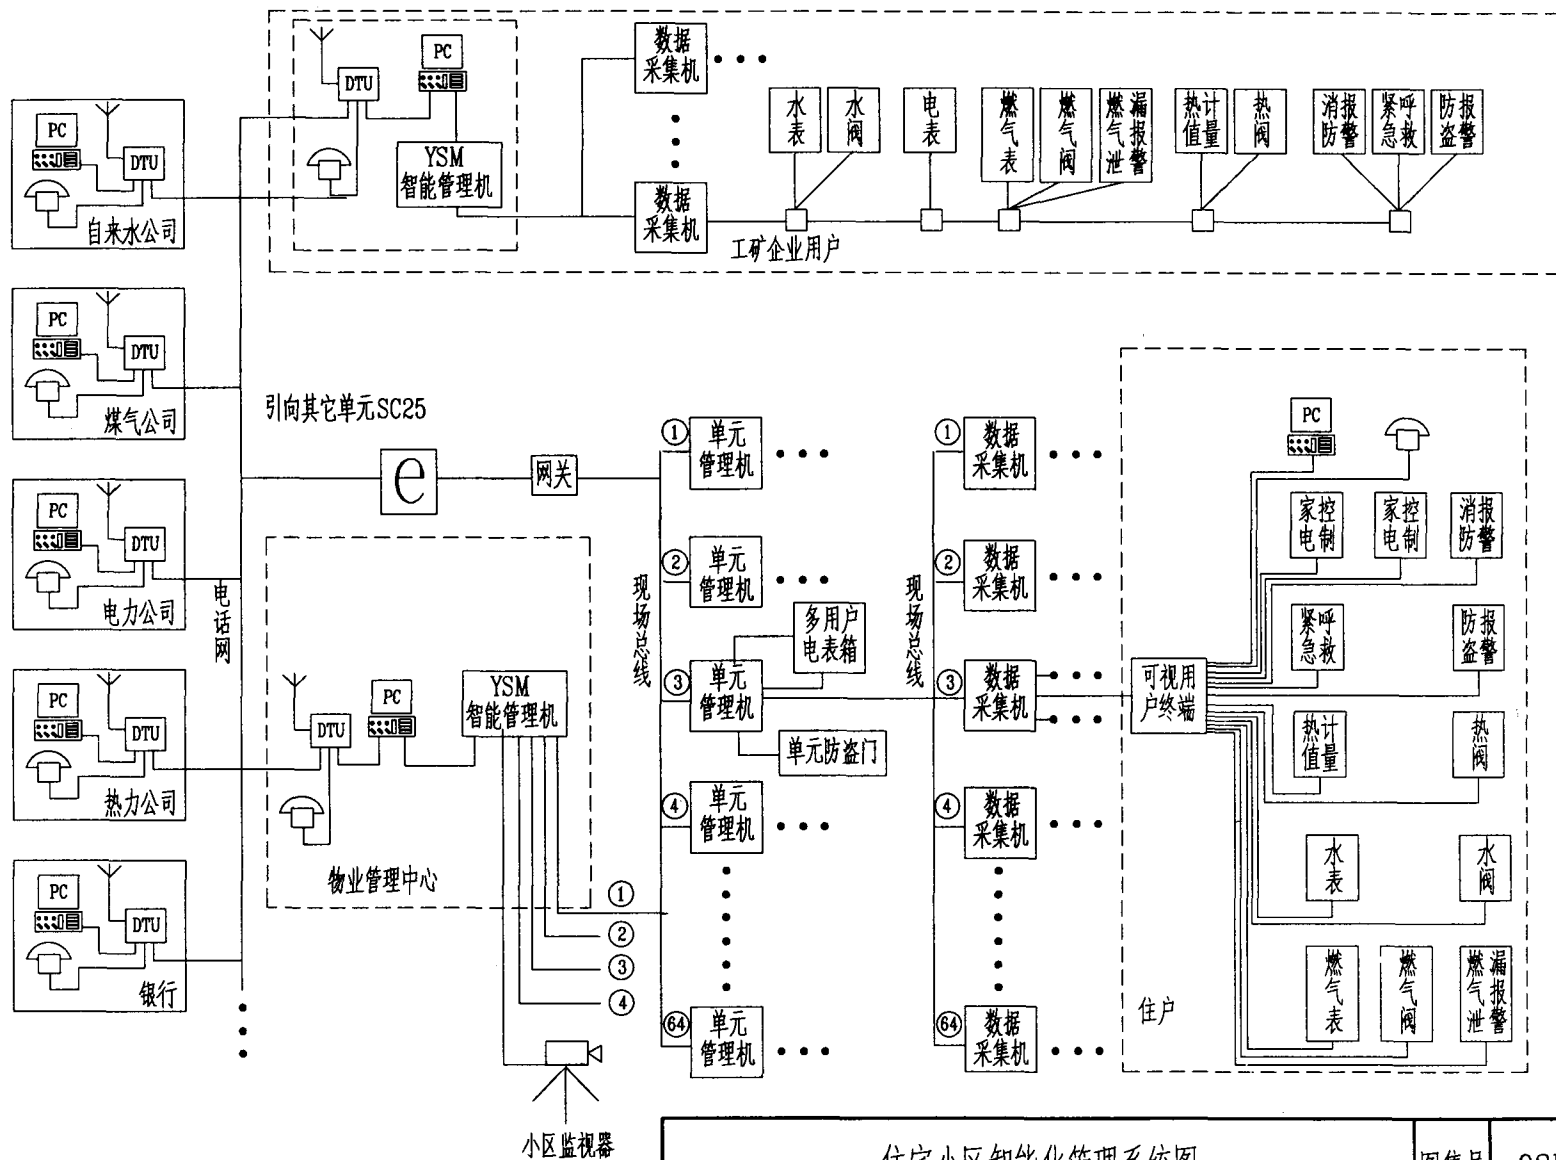 PC
DTU
自来水公司
PC
DTU
煤气公司
PC
DTU
电力公司
PC
DTU
热力公司
PC
DTU
银行
电话网
DTU
PC
YSM
智能管理机
数据
采集机
数据
采集机
水表
水阀
电表
燃气表
燃气阀
燃气泄
漏报警
热值
计量
热阀
消防
报警
紧急
呼救
防盗
报警
工矿企业用户
引向其它单元SC25
e
网关
DTU
PC
YSM
智能管理机
物业管理中心
①
②
③
④
小区监视器
现场总线
①
单元
管理机
②
单元
管理机
③
单元
管理机
多用户
电表箱
单元防盗门
④
单元
管理机
64
单元
管理机
现场总线
①
数据
采集机
②
数据
采集机
③
数据
采集机
④
数据
采集机
64
数据
采集机
可视用
户终端
PC
家电
控制
家电
控制
消防
报警
紧急
呼救
防盗
报警
热值
计量
热阀
水表
水阀
燃气表
燃气阀
燃气泄
漏报警
住户
住宅小区智能化管理系统图
图集号